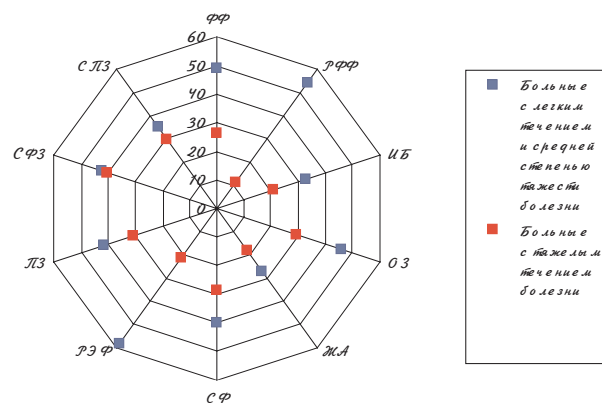 ФФ
60
СПЗ
РФФ
50
40
30
СФЗ
20
ИБ
10
0
ПЗ
ОЗ
РЭФ
ЖА
СФ
Больные
с легким
течением
и средней
степенью
тяжести
болезни
Больные
с тяжелым
течением
болезни